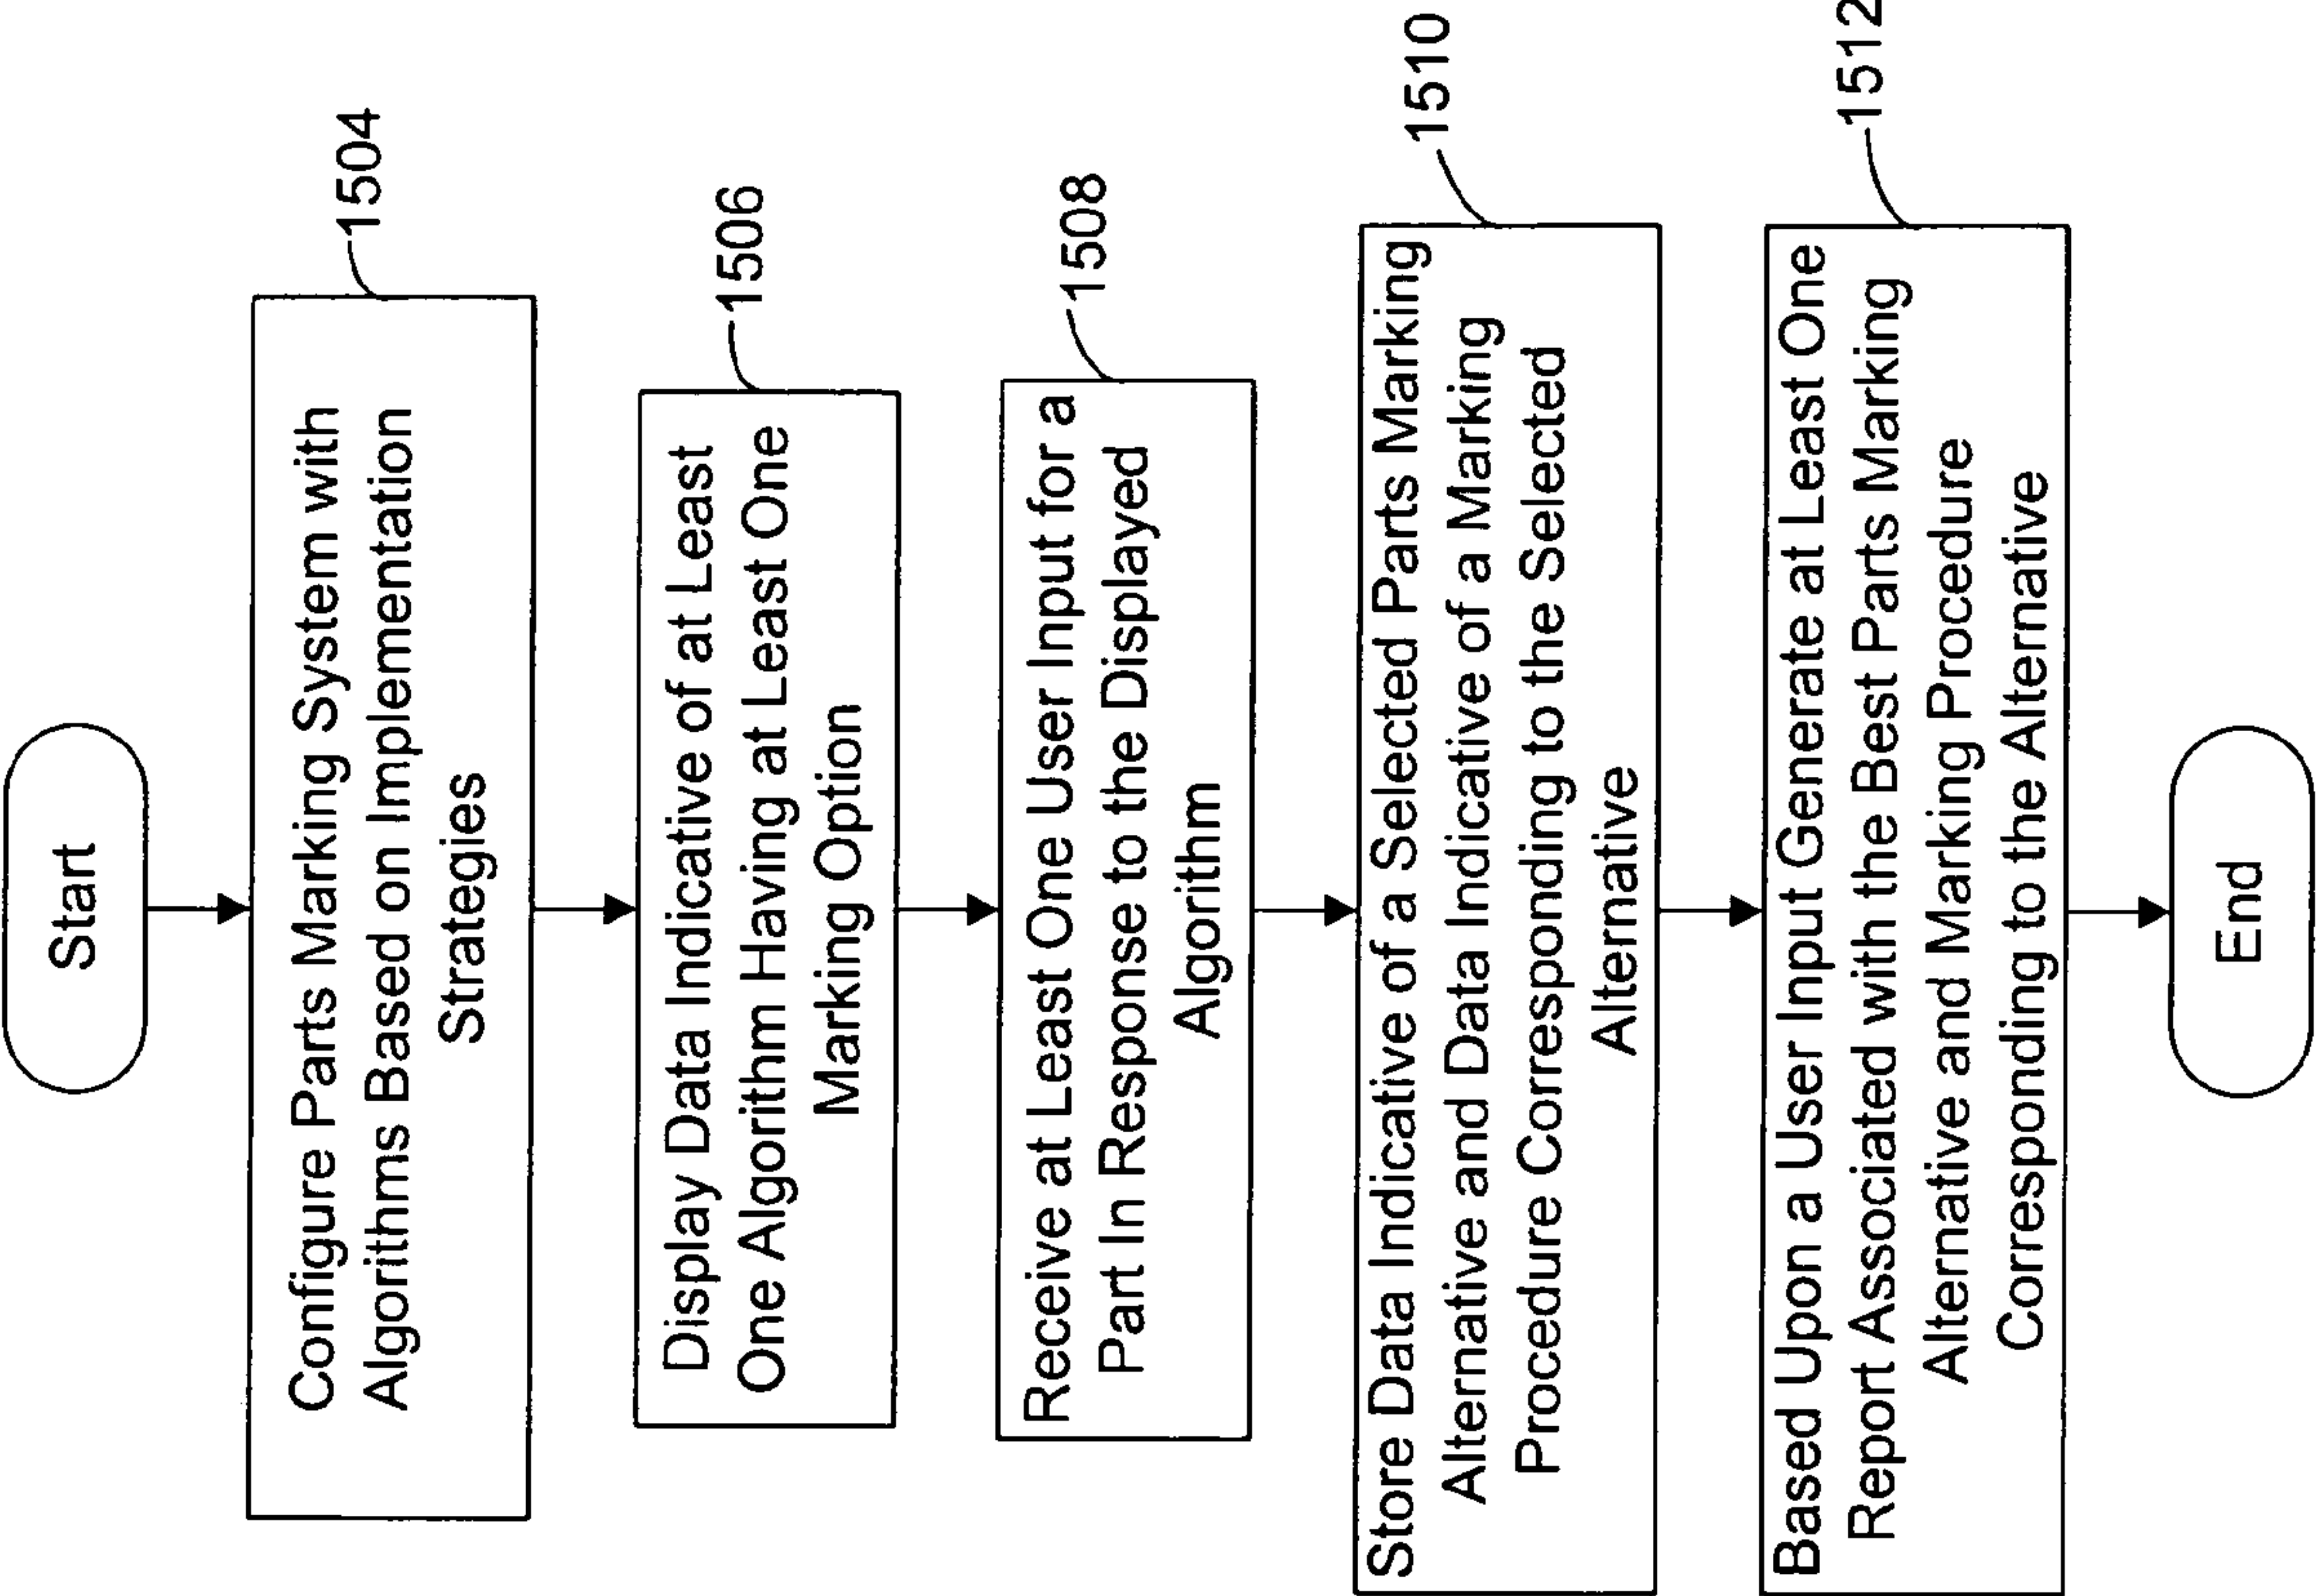 Start
Configure Parts Marking System with
Algorithms Based on Implementation
Strategies
1504
Display Data Indicative of at Least
One Algorithm Having at Least One
Marking Option
1506
Receive at Least One User Input for a
Part In Response to the Displayed
Algorithm
1508
Store Data Indicative of a Selected Parts Marking
Alternative and Data Indicative of a Marking
Procedure Corresponding to the Selected
Alternative
1510
Based Upon a User Input Generate at Least One
Report Associated with the Best Parts Marking
Alternative and Marking Procedure
Corresponding to the Alternative
1512
End